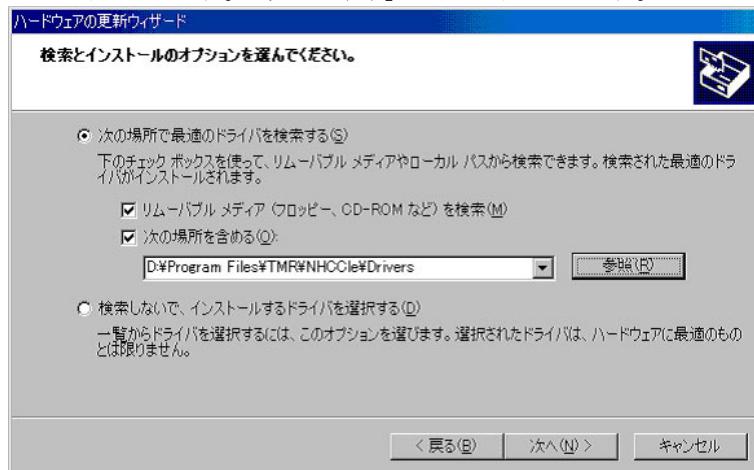 ハードウェアの更新ウィザード
検索とインストールのオプションを選んでください。
次の場所で最適のドライバを検索する(S)
下のチェック ボックスを使って、リムーバブル メディアやローカル パスから検索できます。検索された最適のドラ
イバがインストールされます。
リムーバブル メディア (フロッピー、CD-ROM など) を検索(M)
次の場所を含める(O):
D:¥Program Files¥TMR¥NHCCle¥Drivers
参照(R)
検索しないで、インストールするドライバを選択する(D)
一覧からドライバを選択するには、このオプションを選びます。選択されたドライバは、ハードウェアに最適のもの
とは限りません。
< 戻る(B)
次へ(N) >
キャンセル